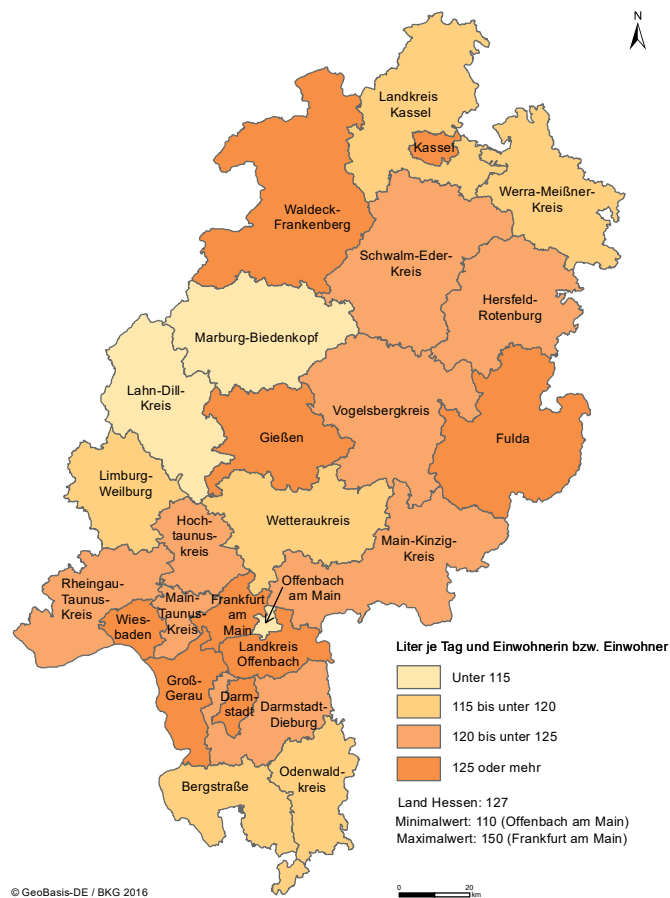 N
Landkreis
Kassel
Kassel
Werra-Meißner-
Kreis
Waldeck-
Frankenberg
Schwalm-Eder-
Kreis
Hersfeld-
Rotenburg
Marburg-Biedenkopf
Lahn-Dill-
Kreis
Vogelsbergkreis
Gießen
Fulda
Limburg-
Weilburg
Hoch-
taunus-
kreis
Wetteraukreis
Main-Kinzig-
Kreis
Rheingau-
Taunus-
Kreis
Main-
Taunus-
Kreis
Frankfurt
am
Main
Offenbach
am Main
Wies-
baden
Landkreis
Offenbach
Groß-
Gerau
Darm-
stadt
Darmstadt-
Dieburg
Bergstraße
Odenwald-
kreis
Liter je Tag und Einwohnerin bzw. Einwohner
Unter 115
115 bis unter 120
120 bis unter 125
125 oder mehr
Land Hessen: 127
Minimalwert: 110 (Offenbach am Main)
Maximalwert: 150 (Frankfurt am Main)
© GeoBasis-DE / BKG 2016
0 20
km